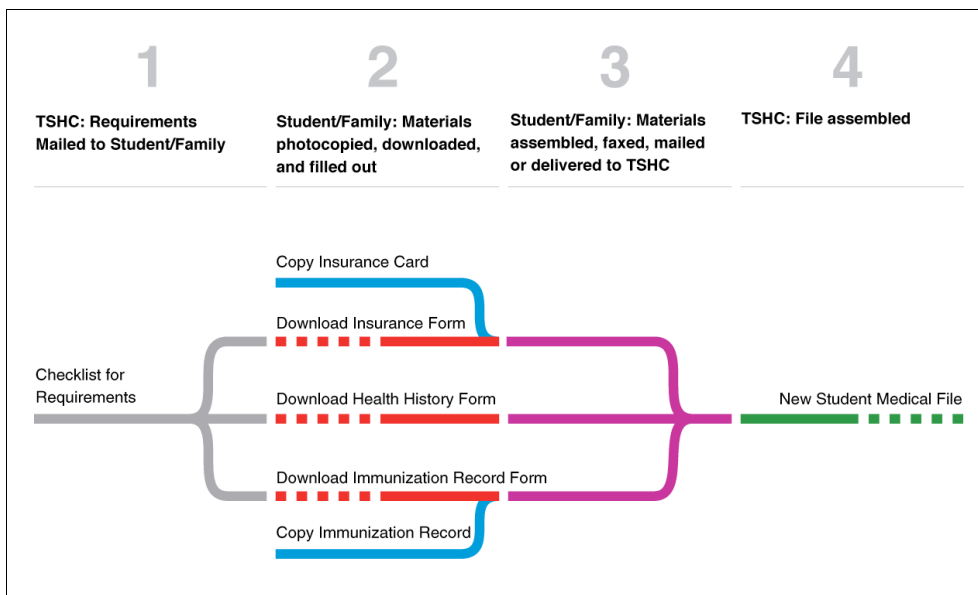 1
TSHC: Requirements
Mailed to Student/Family
2
Student/Family: Materials
photocopied, downloaded,
and filled out
3
Student/Family: Materials
assembled, faxed, mailed
or delivered to TSHC
4
TSHC: File assembled
Checklist for
Requirements
Copy Insurance Card
Download Insurance Form
Download Health History Form
Download Immunization Record Form
Copy Immunization Record
New Student Medical File